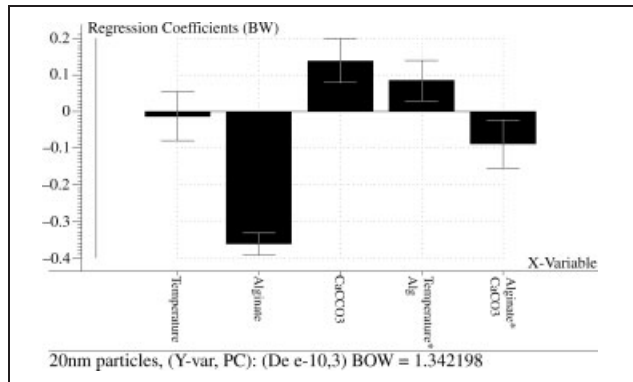 Regression Coefficients (BW)
0.2
0.1
0
–0.1
–0.2
–0.3
–0.4
X-Variable
Temperature
Alginate
CaCCO3
Temperature*
Alg
Alginate*
CaCO3
20nm particles, (Y-var, PC): (De e-10,3) BOW = 1.342198